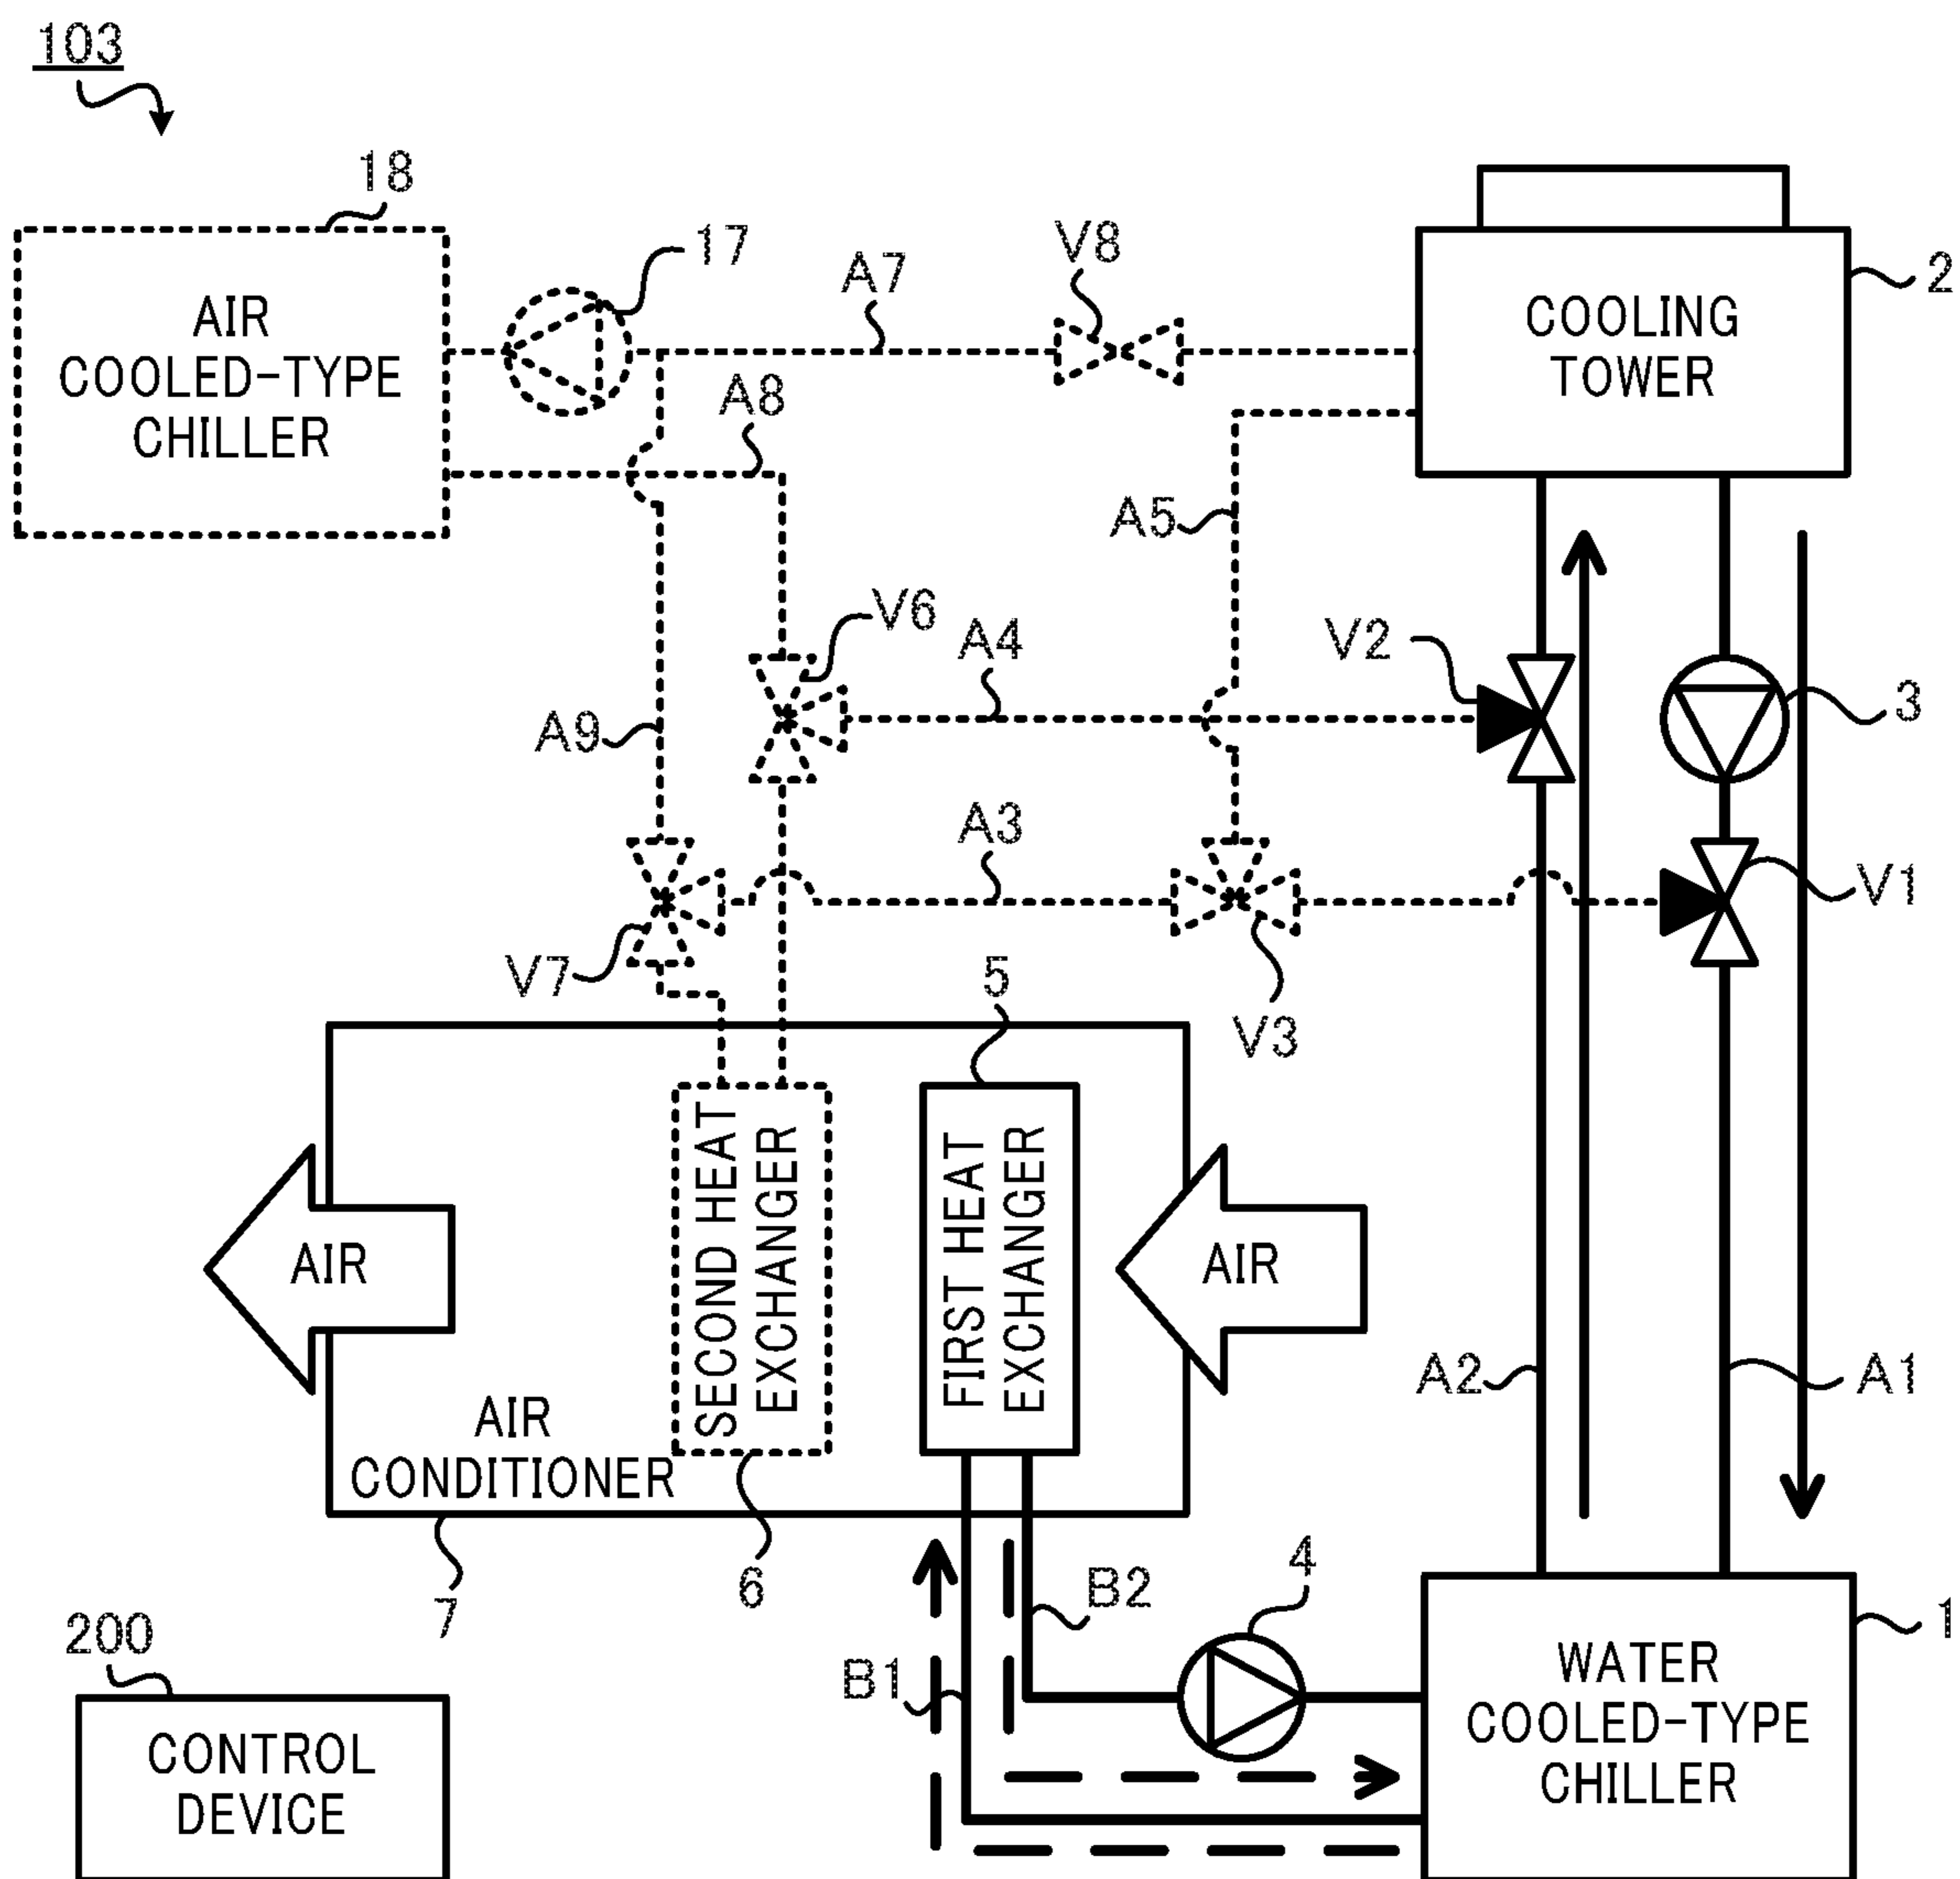 103
18
AIR
COOLED-TYPE
CHILLER
17
A7
V8
COOLING
TOWER
2
A8
A5
V6
A4
V2
3
A9
A3
V1
V7
V3
5
SECOND HEAT
EXCHANGER
FIRST HEAT
EXCHANGER
AIR
AIR
A2
A1
AIR
CONDITIONER
7
6
4
B2
B1
1
WATER
COOLED-TYPE
CHILLER
200
CONTROL
DEVICE